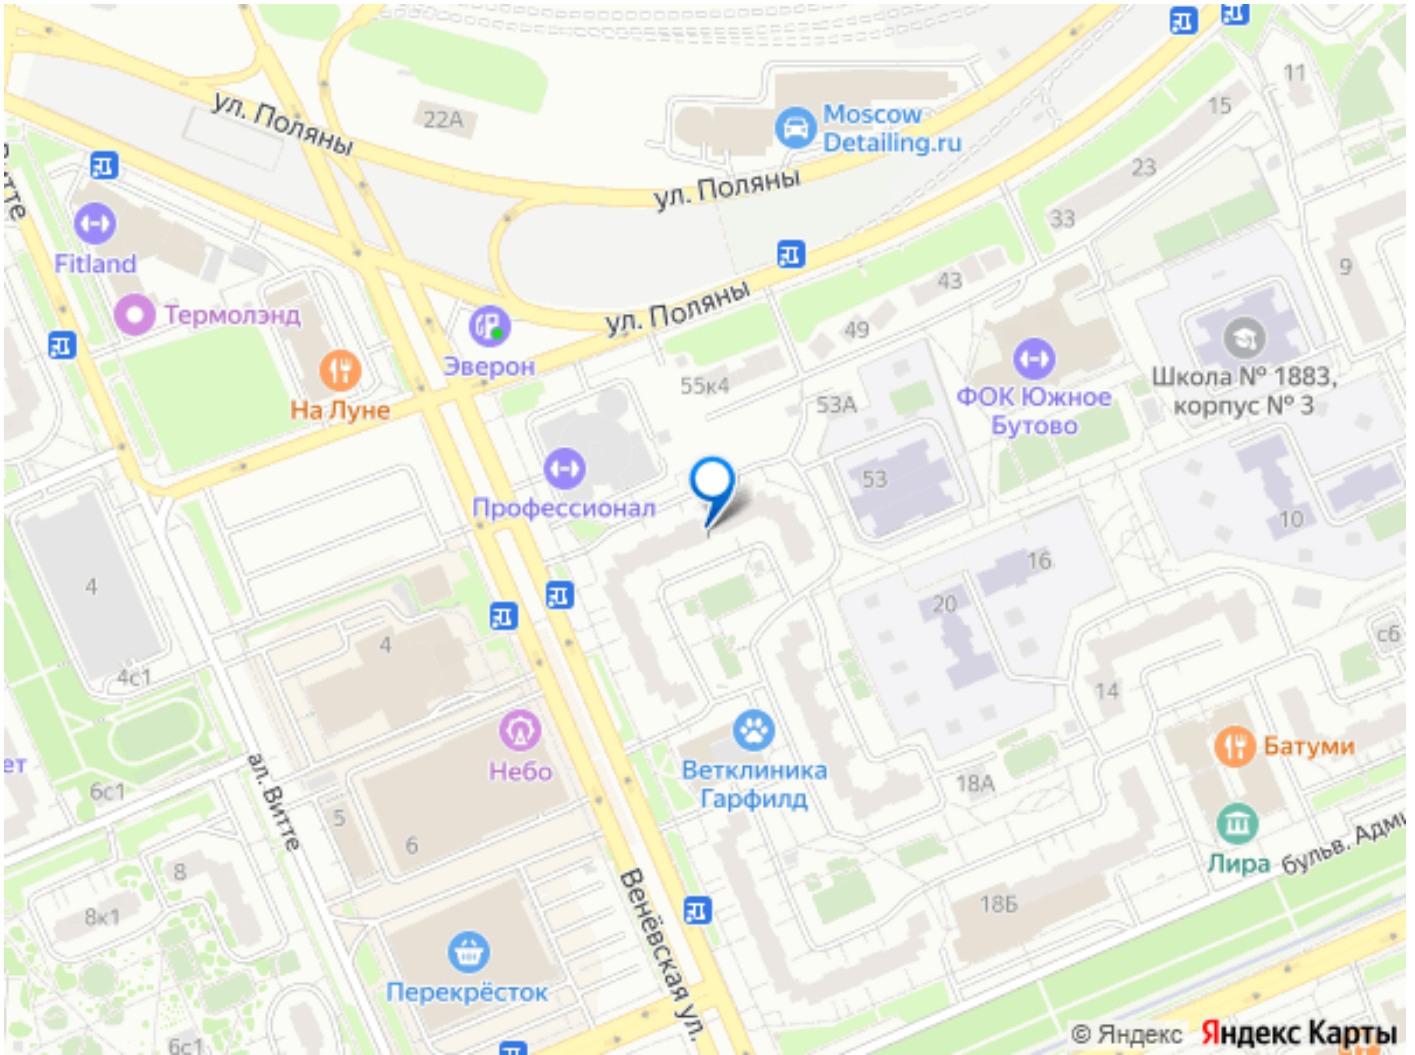 11
15
ул. Поляны
22А
Moscow
Detailing.ru
23
ул. Поляны
33
Fitland
9
43
Термолэнд
ул. Поляны
49
Эверон
55к4
Школа № 1883,
корпус № 3
На Луне
53А
ФОК Южное
Бутово
53
Профессионал
10
4
16
20
4
с6
4с1
14
Небо
Батуми
ет
Ветклиника
Гарфилд
18А
6с1
ал. Витте
5
6
Лира
бульв. Адми
8
8к1
18Б
Венёвская ул.
Перекрёсток
6с1
© Яндекс Яндекс Карты